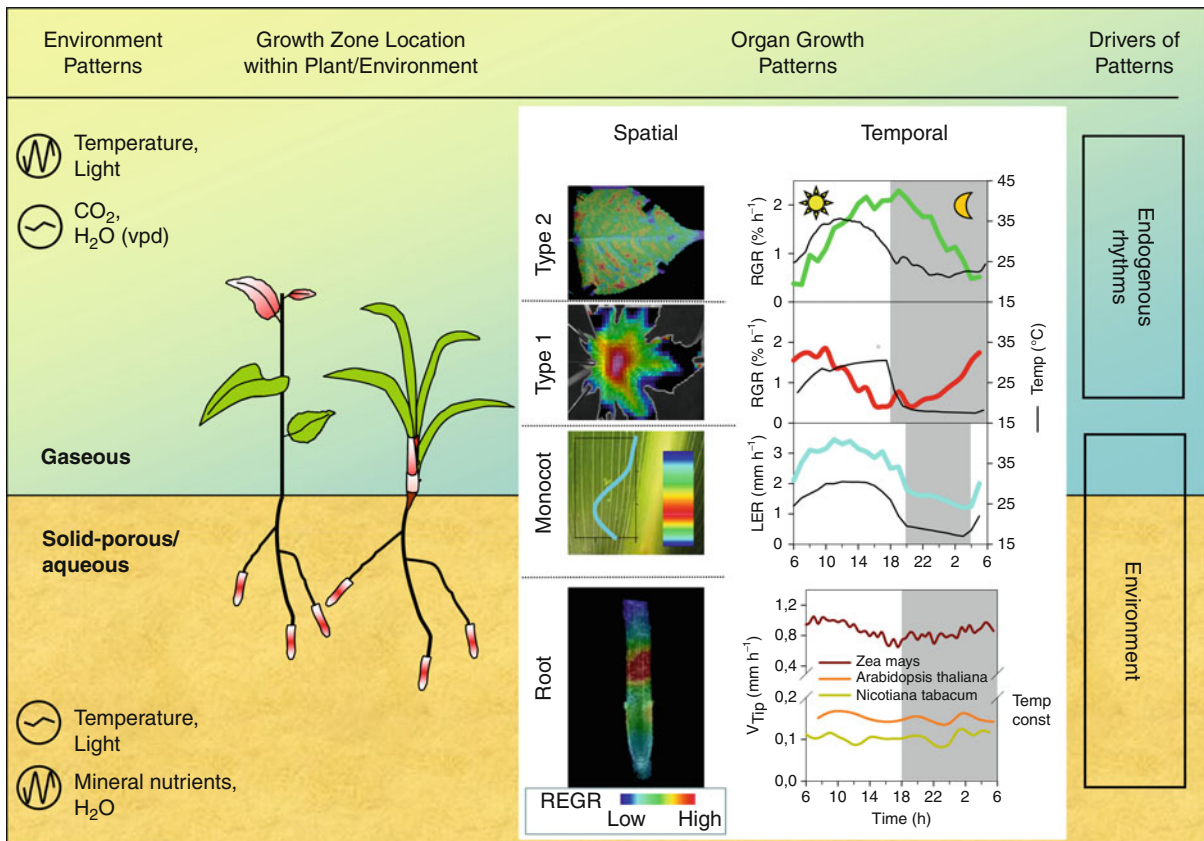 Environment
Patterns
Growth Zone Location
within Plant/Environment
Organ Growth
Patterns
Drivers of
Patterns
Temperature,
Light
CO₂,
H₂O (vpd)
Gaseous
Solid-porous/
aqueous
Temperature,
Light
Mineral nutrients,
H₂O
Spatial
Temporal
Type 2
RGR (% h⁻¹)
2
1
0
45
35
25
15
Type 1
RGR (% h⁻¹)
2
1
0
45
35
25
15
Temp (°C)
Monocot
LER (mm h⁻¹)
3
2
1
0
35
25
15
6 10 14 18 22 2 6
Root
V Tip (mm h⁻¹)
1,2
0,8
0,4
0,2
0,1
0,0
Zea mays
Arabidopsis thaliana
Nicotiana tabacum
Temp
const
6 10 14 18 22 2 6
Time (h)
REGR
Low High
Endogenous
rhythms
Environment